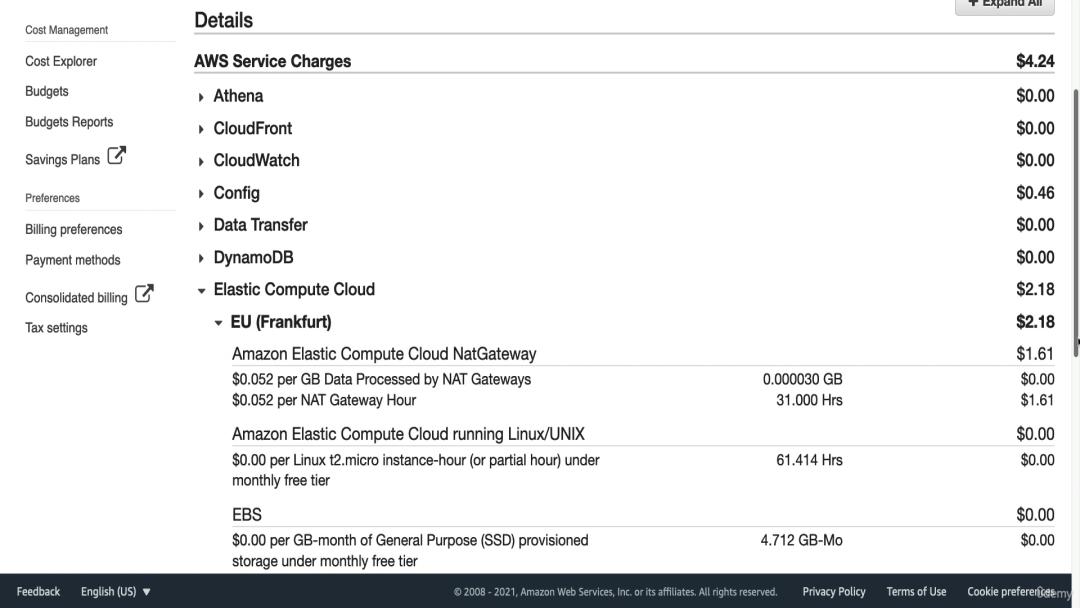 + Expand All
Cost Management
Cost Explorer
Budgets
Budgets Reports
Savings Plans
Preferences
Billing preferences
Payment methods
Consolidated billing
Tax settings
Details
AWS Service Charges $4.24
Athena $0.00
CloudFront $0.00
CloudWatch $0.00
Config $0.46
Data Transfer $0.00
DynamoDB $0.00
Elastic Compute Cloud $2.18
EU (Frankfurt) $2.18
Amazon Elastic Compute Cloud NatGateway $1.61
$0.052 per GB Data Processed by NAT Gateways 0.000030 GB $0.00
$0.052 per NAT Gateway Hour 31.000 Hrs $1.61
Amazon Elastic Compute Cloud running Linux/UNIX $0.00
$0.00 per Linux t2.micro instance-hour (or partial hour) under 61.414 Hrs $0.00
monthly free tier
EBS $0.00
$0.00 per GB-month of General Purpose (SSD) provisioned 4.712 GB-Mo $0.00
storage under monthly free tier
Feedback English (US) © 2008 - 2021, Amazon Web Services, Inc. or its affiliates. All rights reserved. Privacy Policy Terms of Use Cookie preferences
Udemy